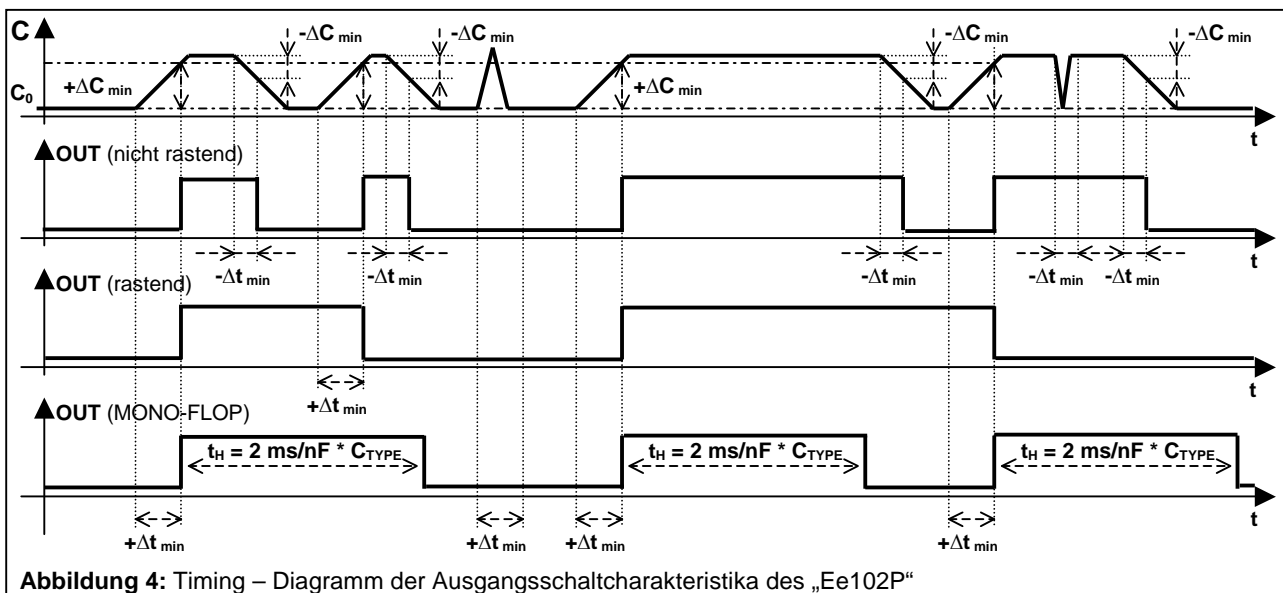 C
-ΔC min -ΔC min -ΔC min -ΔC min
+ΔC min +ΔC min
C0
t
OUT (nicht rastend)
t
-Δt min -Δt min -Δt min -Δt min -Δt min
OUT (rastend)
t
+Δt min
OUT (MONO-FLOP)
tH = 2 ms/nF * CTYPE tH = 2 ms/nF * CTYPE tH = 2 ms/nF * CTYPE
t
+Δt min +Δt min +Δt min +Δt min
Abbildung 4: Timing – Diagramm der Ausgangsschaltcharakteristika des „Ee102P“